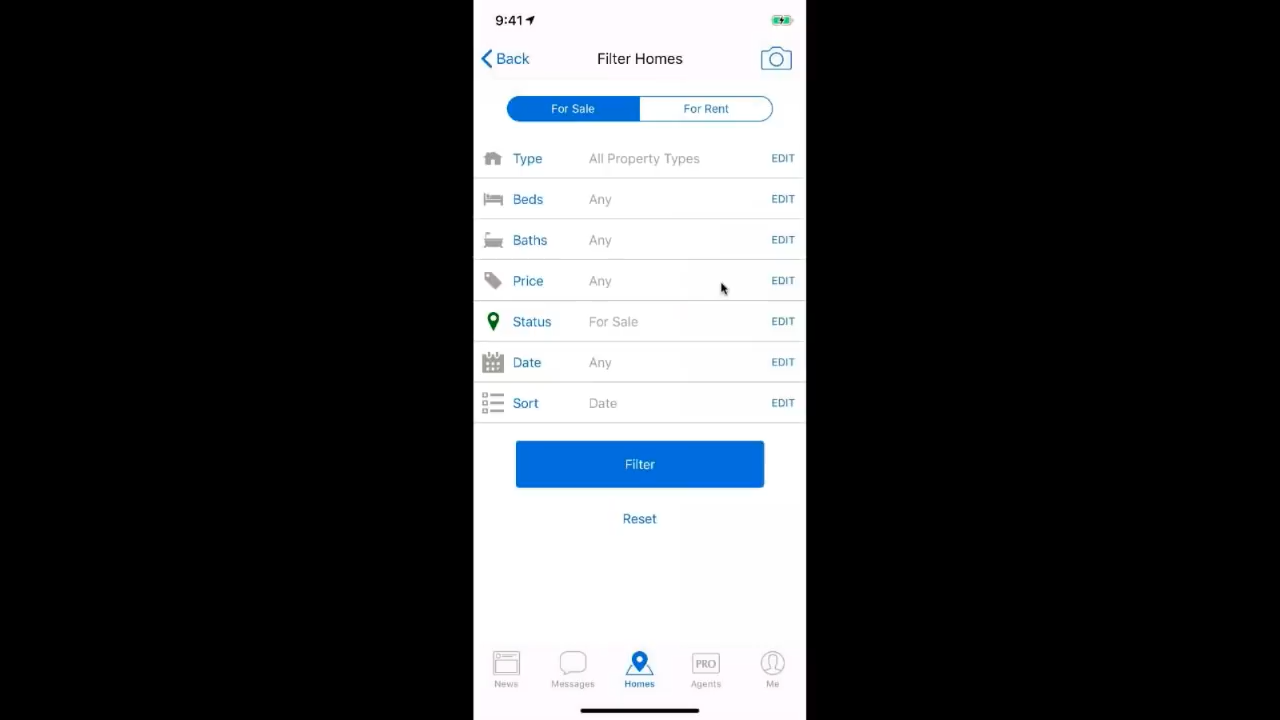 9:41
Back Filter Homes
For Sale For Rent
Type All Property Types EDIT
Beds Any EDIT
Baths Any EDIT
Price Any EDIT
Status For Sale EDIT
Date Any EDIT
Sort Date EDIT
Filter
Reset
PRO
News Messages Homes Agents Me